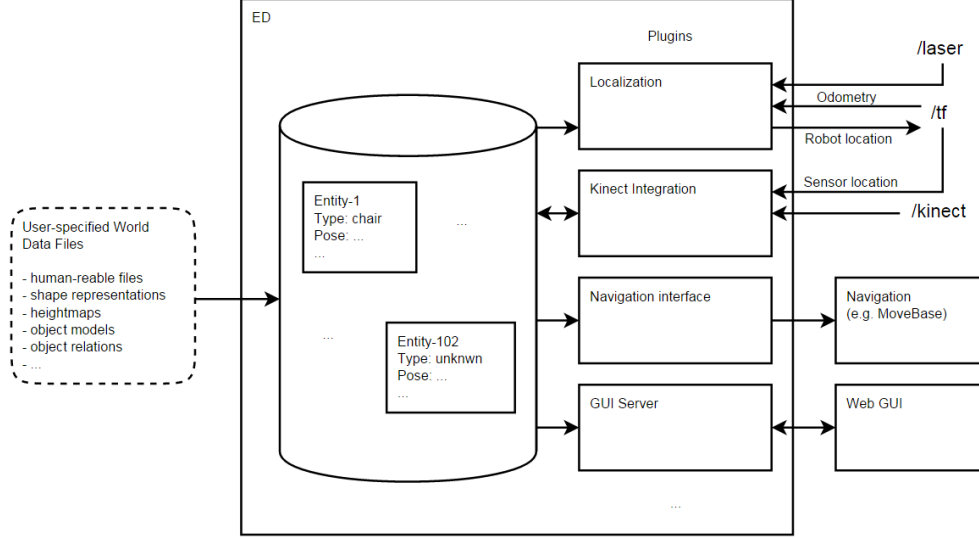 ED
Plugins
/laser
Localization
Odometry
/tf
Robot location
Kinect Integration
Sensor location
/kinect
Entity-1
Type: chair
Pose: ...
...
...
User-specified World
Data Files
- human-reable files
- shape representations
- heightmaps
- object models
- object relations
- ...
Navigation interface
Navigation
(e.g. MoveBase)
...
Entity-102
Type: unknwn
Pose: ...
...
GUI Server
Web GUI
...